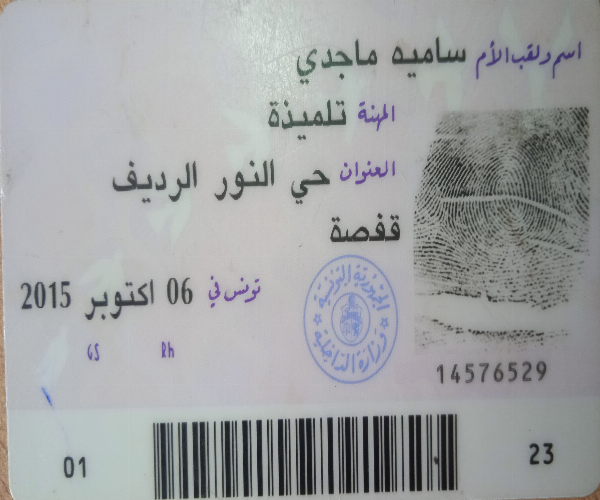 اسم ولقب الأم ساميه ماجدي
المهنة تلميذة
العنوان حي النور الرديف
قفصة
تونس في 06 اكتوبر 2015
GS Rh
الجمهورية التونسية
وزارة الداخلية
14576529
01 23